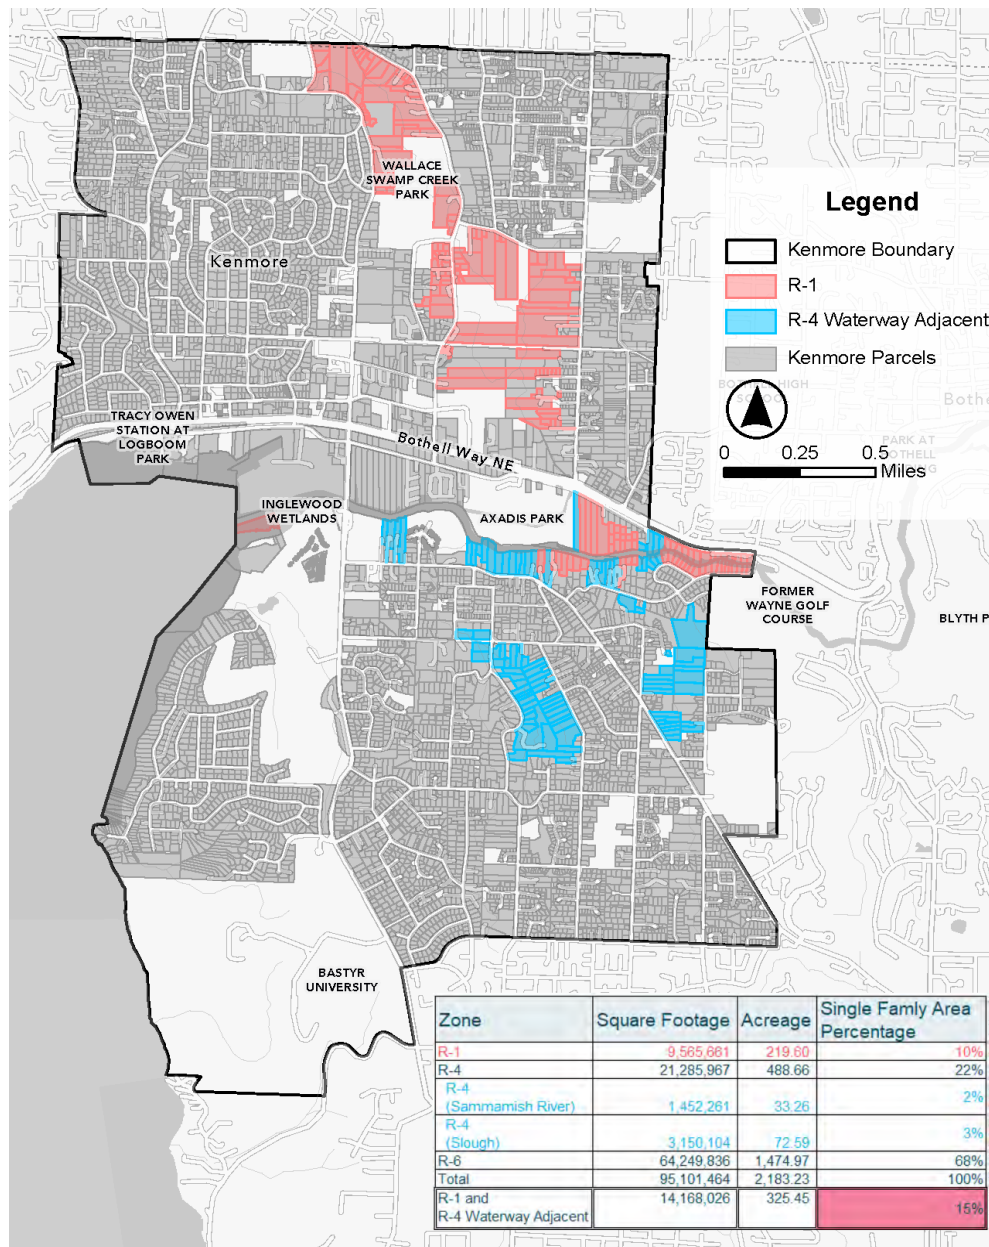 WALLACE
SWAMP CREEK
PARK
Kenmore
Legend
Kenmore Boundary
R-1
R-4 Waterway Adjacent
Kenmore Parcels
0 0.25 0.5
Miles
TRACY OWEN
STATION AT
LOGBOOM
PARK
Bothell Way NE
PARK AT
INGLEWOOD
WETLANDS
AXADIS PARK
FORMER
WAYNE GOLF
COURSE
BLYTH P
BASTYR
UNIVERSITY
Zone Square Footage Acreage Single Famly Area Percentage
R-1 9,565,661 219.60 10%
R-4 21,285,967 488.66 22%
R-4
(Sammamish River) 1,452,261 33.26 2%
R-4
(Slough) 3,150,104 72.59 3%
R-6 64,249,836 1,474.97 68%
Total 95,101,464 2,183.23 100%
R-1 and
R-4 Waterway Adjacent 14,168,026 325.45 15%